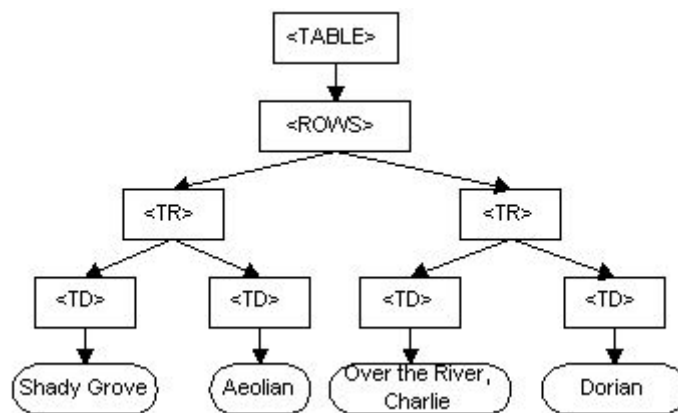 <TABLE>
<ROWS>
<TR> <TR>
<TD> <TD> <TD> <TD>
Shady Grove Aeolian Over the River, Dorian
Charlie